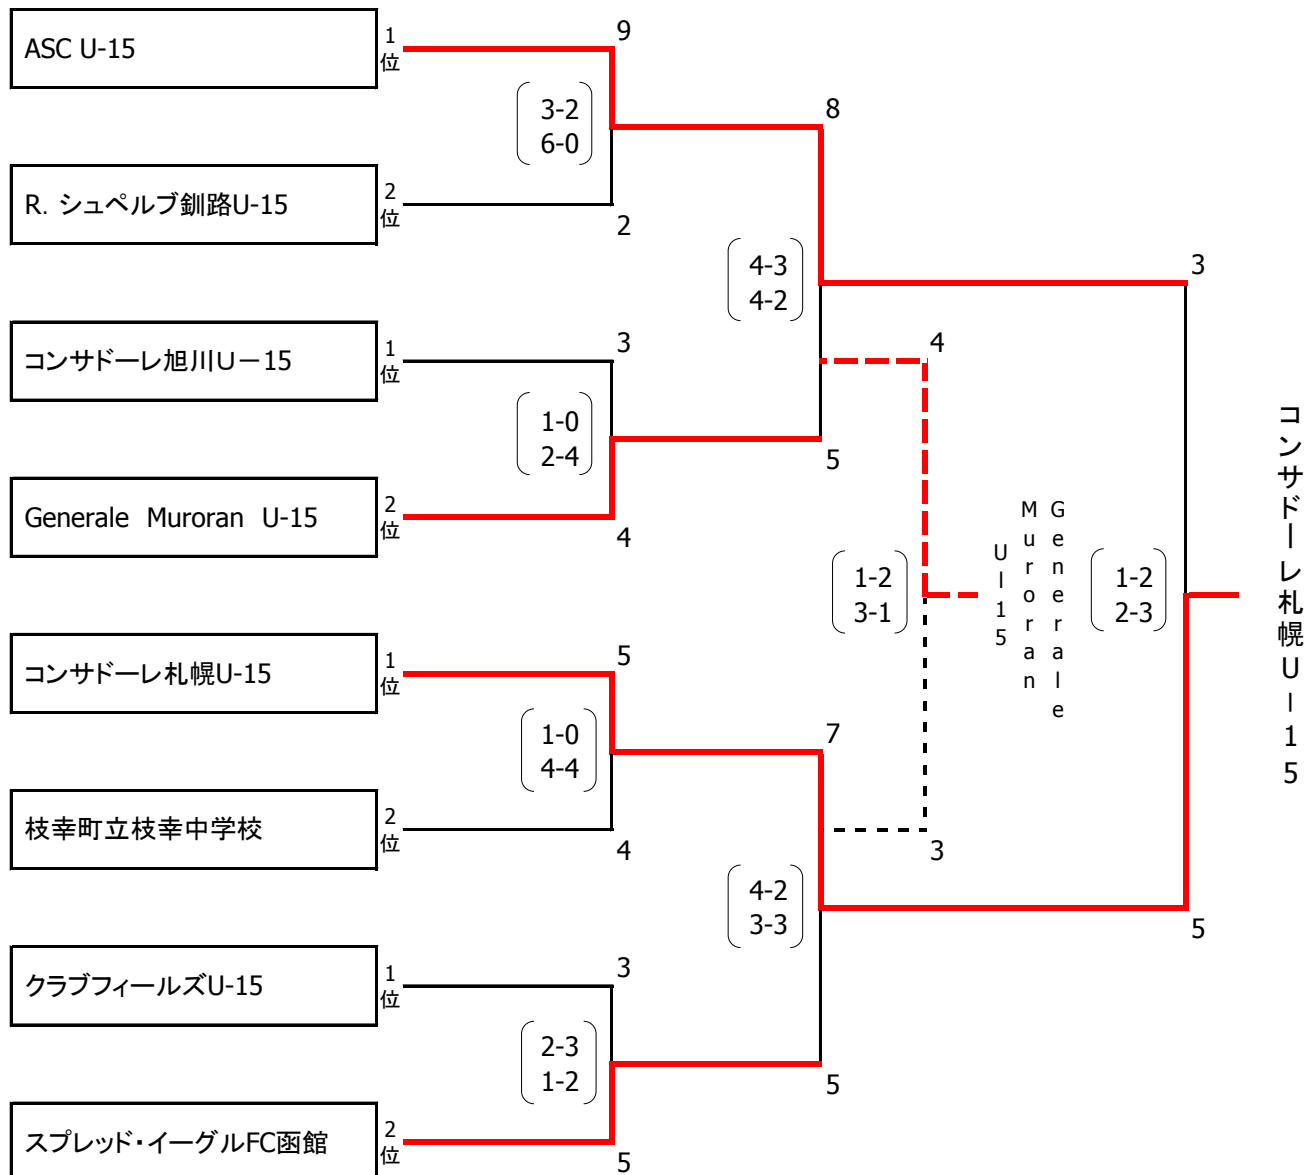 ASC U-15
1位
9
3-2
6-0
8
R. シュペルブ釧路U-15
2位
2
4-3
4-2
3
コンサドーレ旭川U－15
1位
3
4
1-0
2-4
5
Generale Muroran U-15
2位
4
1-2
3-1
Generale
Muroran
U-15
1-2
2-3
コンサドーレ札幌U-15
コンサドーレ札幌U-15
1位
5
1-0
4-4
7
枝幸町立枝幸中学校
2位
4
3
4-2
3-3
5
クラブフィールズU-15
1位
3
2-3
1-2
5
スプレッド・イーグルFC函館
2位
5